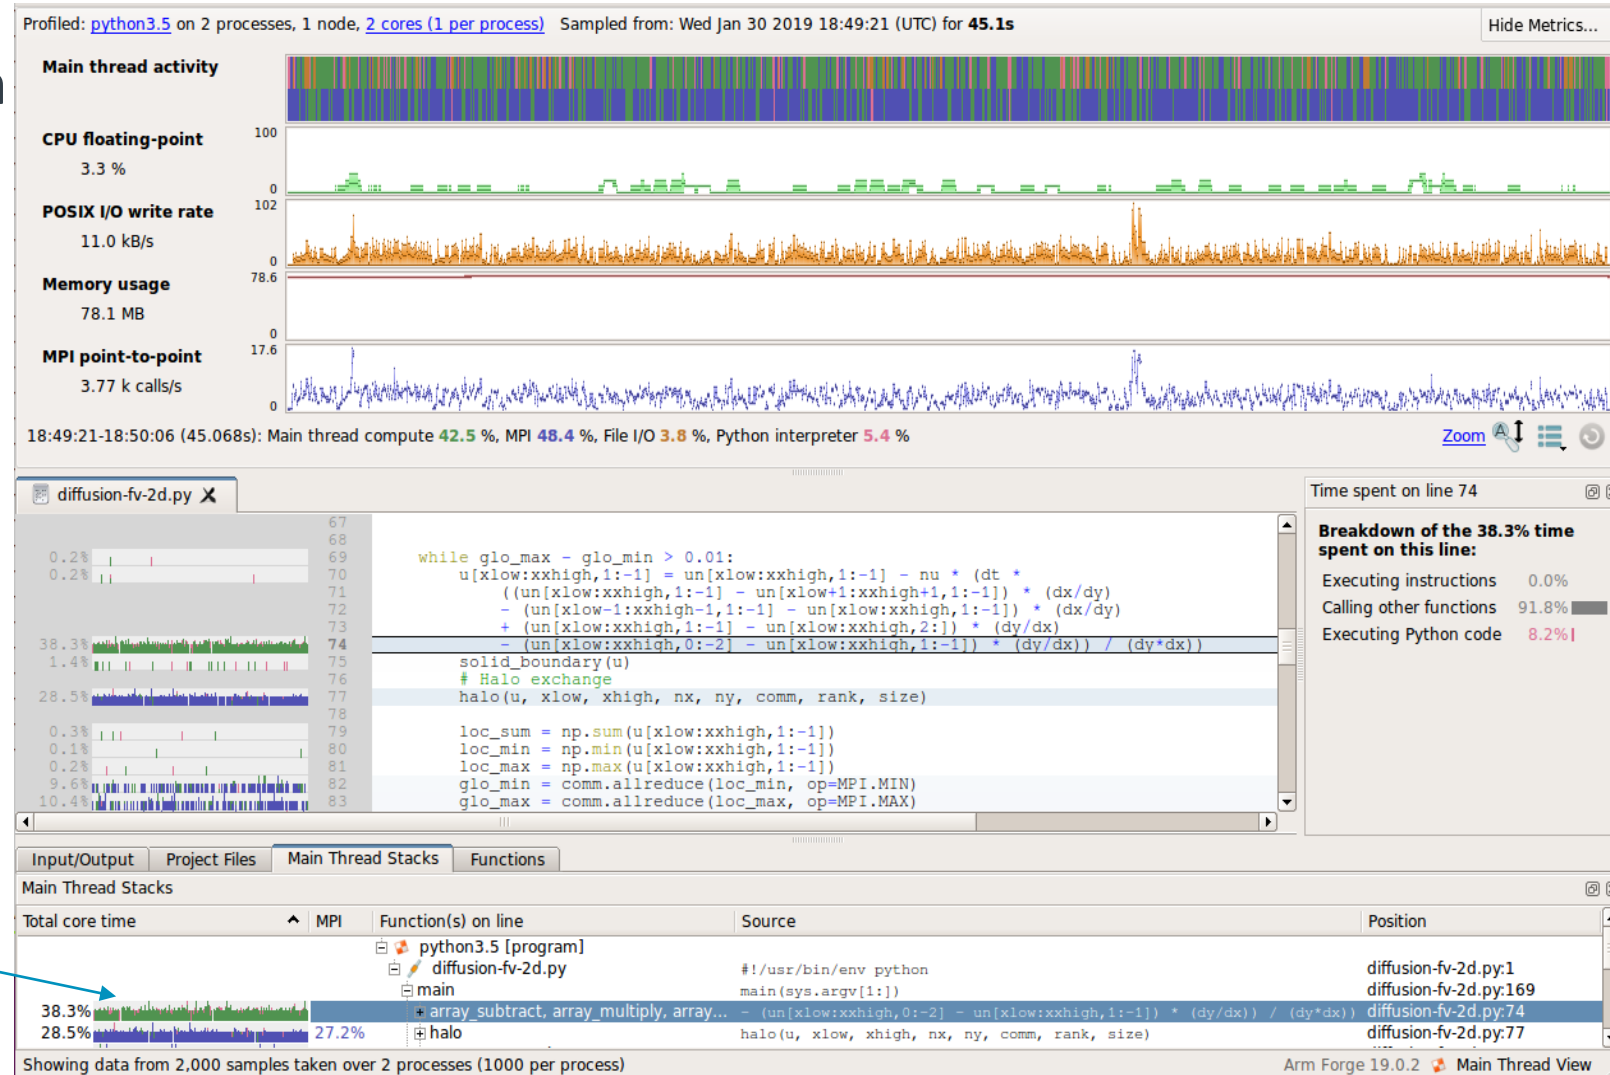 Profiled: python3.5 on 2 processes, 1 node, 2 cores (1 per process) Sampled from: Wed Jan 30 2019 18:49:21 (UTC) for 45.1s
Hide Metrics...
Main thread activity
CPU floating-point
3.3 %
100
0
POSIX I/O write rate
11.0 kB/s
102
0
Memory usage
78.1 MB
78.6
0
MPI point-to-point
3.77 k calls/s
17.6
0
18:49:21-18:50:06 (45.068s): Main thread compute 42.5 %, MPI 48.4 %, File I/O 3.8 %, Python interpreter 5.4 %
Zoom
diffusion-fv-2d.py X
67
68
0.2% 69 while glo_max - glo_min > 0.01:
0.2% 70 u[xlow:xxhigh,1:-1] = un[xlow:xxhigh,1:-1] - nu * (dt *
71 ((un[xlow:xxhigh,1:-1] - un[xlow+1:xxhigh+1,1:-1]) * (dx/dy)
72 - (un[xlow-1:xxhigh-1,1:-1] - un[xlow:xxhigh,1:-1]) * (dx/dy)
73 + (un[xlow:xxhigh,1:-1] - un[xlow:xxhigh,2:]) * (dy/dx)
38.3% 74 - (un[xlow:xxhigh,0:-2] - un[xlow:xxhigh,1:-1]) * (dy/dx)) / (dy*dx))
1.4% 75 solid_boundary(u)
76 # Halo exchange
28.5% 77 halo(u, xlow, xhigh, nx, ny, comm, rank, size)
78
0.3% 79 loc_sum = np.sum(u[xlow:xxhigh,1:-1])
0.1% 80 loc_min = np.min(u[xlow:xxhigh,1:-1])
0.2% 81 loc_max = np.max(u[xlow:xxhigh,1:-1])
9.6% 82 glo_min = comm.allreduce(loc_min, op=MPI.MIN)
10.4% 83 glo_max = comm.allreduce(loc_max, op=MPI.MAX)
Time spent on line 74
Breakdown of the 38.3% time
spent on this line:
Executing instructions 0.0%
Calling other functions 91.8%
Executing Python code 8.2%
Input/Output Project Files Main Thread Stacks Functions
Main Thread Stacks
Total core time MPI Function(s) on line Source Position
python3.5 [program]
diffusion-fv-2d.py #!/usr/bin/env python diffusion-fv-2d.py:1
main main(sys.argv[1:]) diffusion-fv-2d.py:169
38.3% array_subtract, array_multiply, array... - (un[xlow:xxhigh,0:-2] - un[xlow:xxhigh,1:-1]) * (dy/dx)) / (dy*dx)) diffusion-fv-2d.py:74
28.5% 27.2% halo halo(u, xlow, xhigh, nx, ny, comm, rank, size) diffusion-fv-2d.py:77
Showing data from 2,000 samples taken over 2 processes (1000 per process)
Arm Forge 19.0.2 Main Thread View